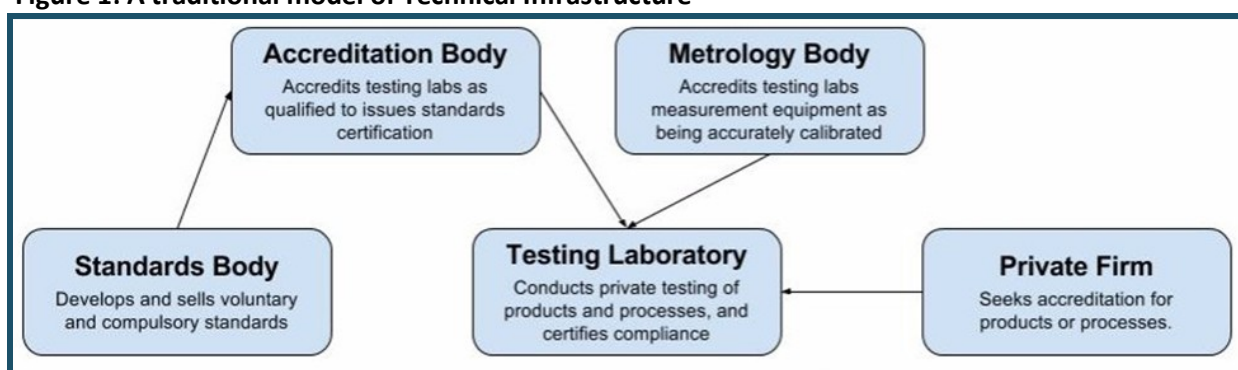 Figure 1: A traditional model of Technical Infrastructure
Accreditation Body
Accredits testing labs as
qualified to issues standards
certification
Metrology Body
Accredits testing labs
measurement equipment as
being accurately calibrated
Standards Body
Develops and sells voluntary
and compulsory standards
Testing Laboratory
Conducts private testing of
products and processes, and
certifies compliance
Private Firm
Seeks accreditation for
products or processes.